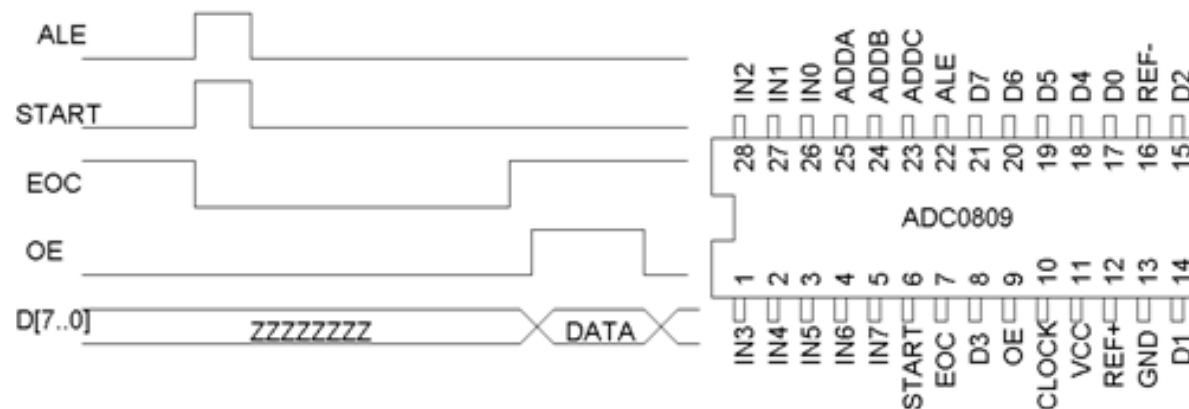 ALE
START
EOC
OE
D[7..0]
ZZZZZZZZ
DATA
IN2 IN1 IN0 ADDA ADDB ADDC ALE D7 D6 D5 D4 D0 REF- D2
28 27 26 25 24 23 22 21 20 19 18 17 16 15
ADC0809
1 2 3 4 5 6 7 8 9 10 11 12 13 14
IN3 IN4 IN5 IN6 IN7 START EOC D3 OE CLOCK VCC REF+ GND D1